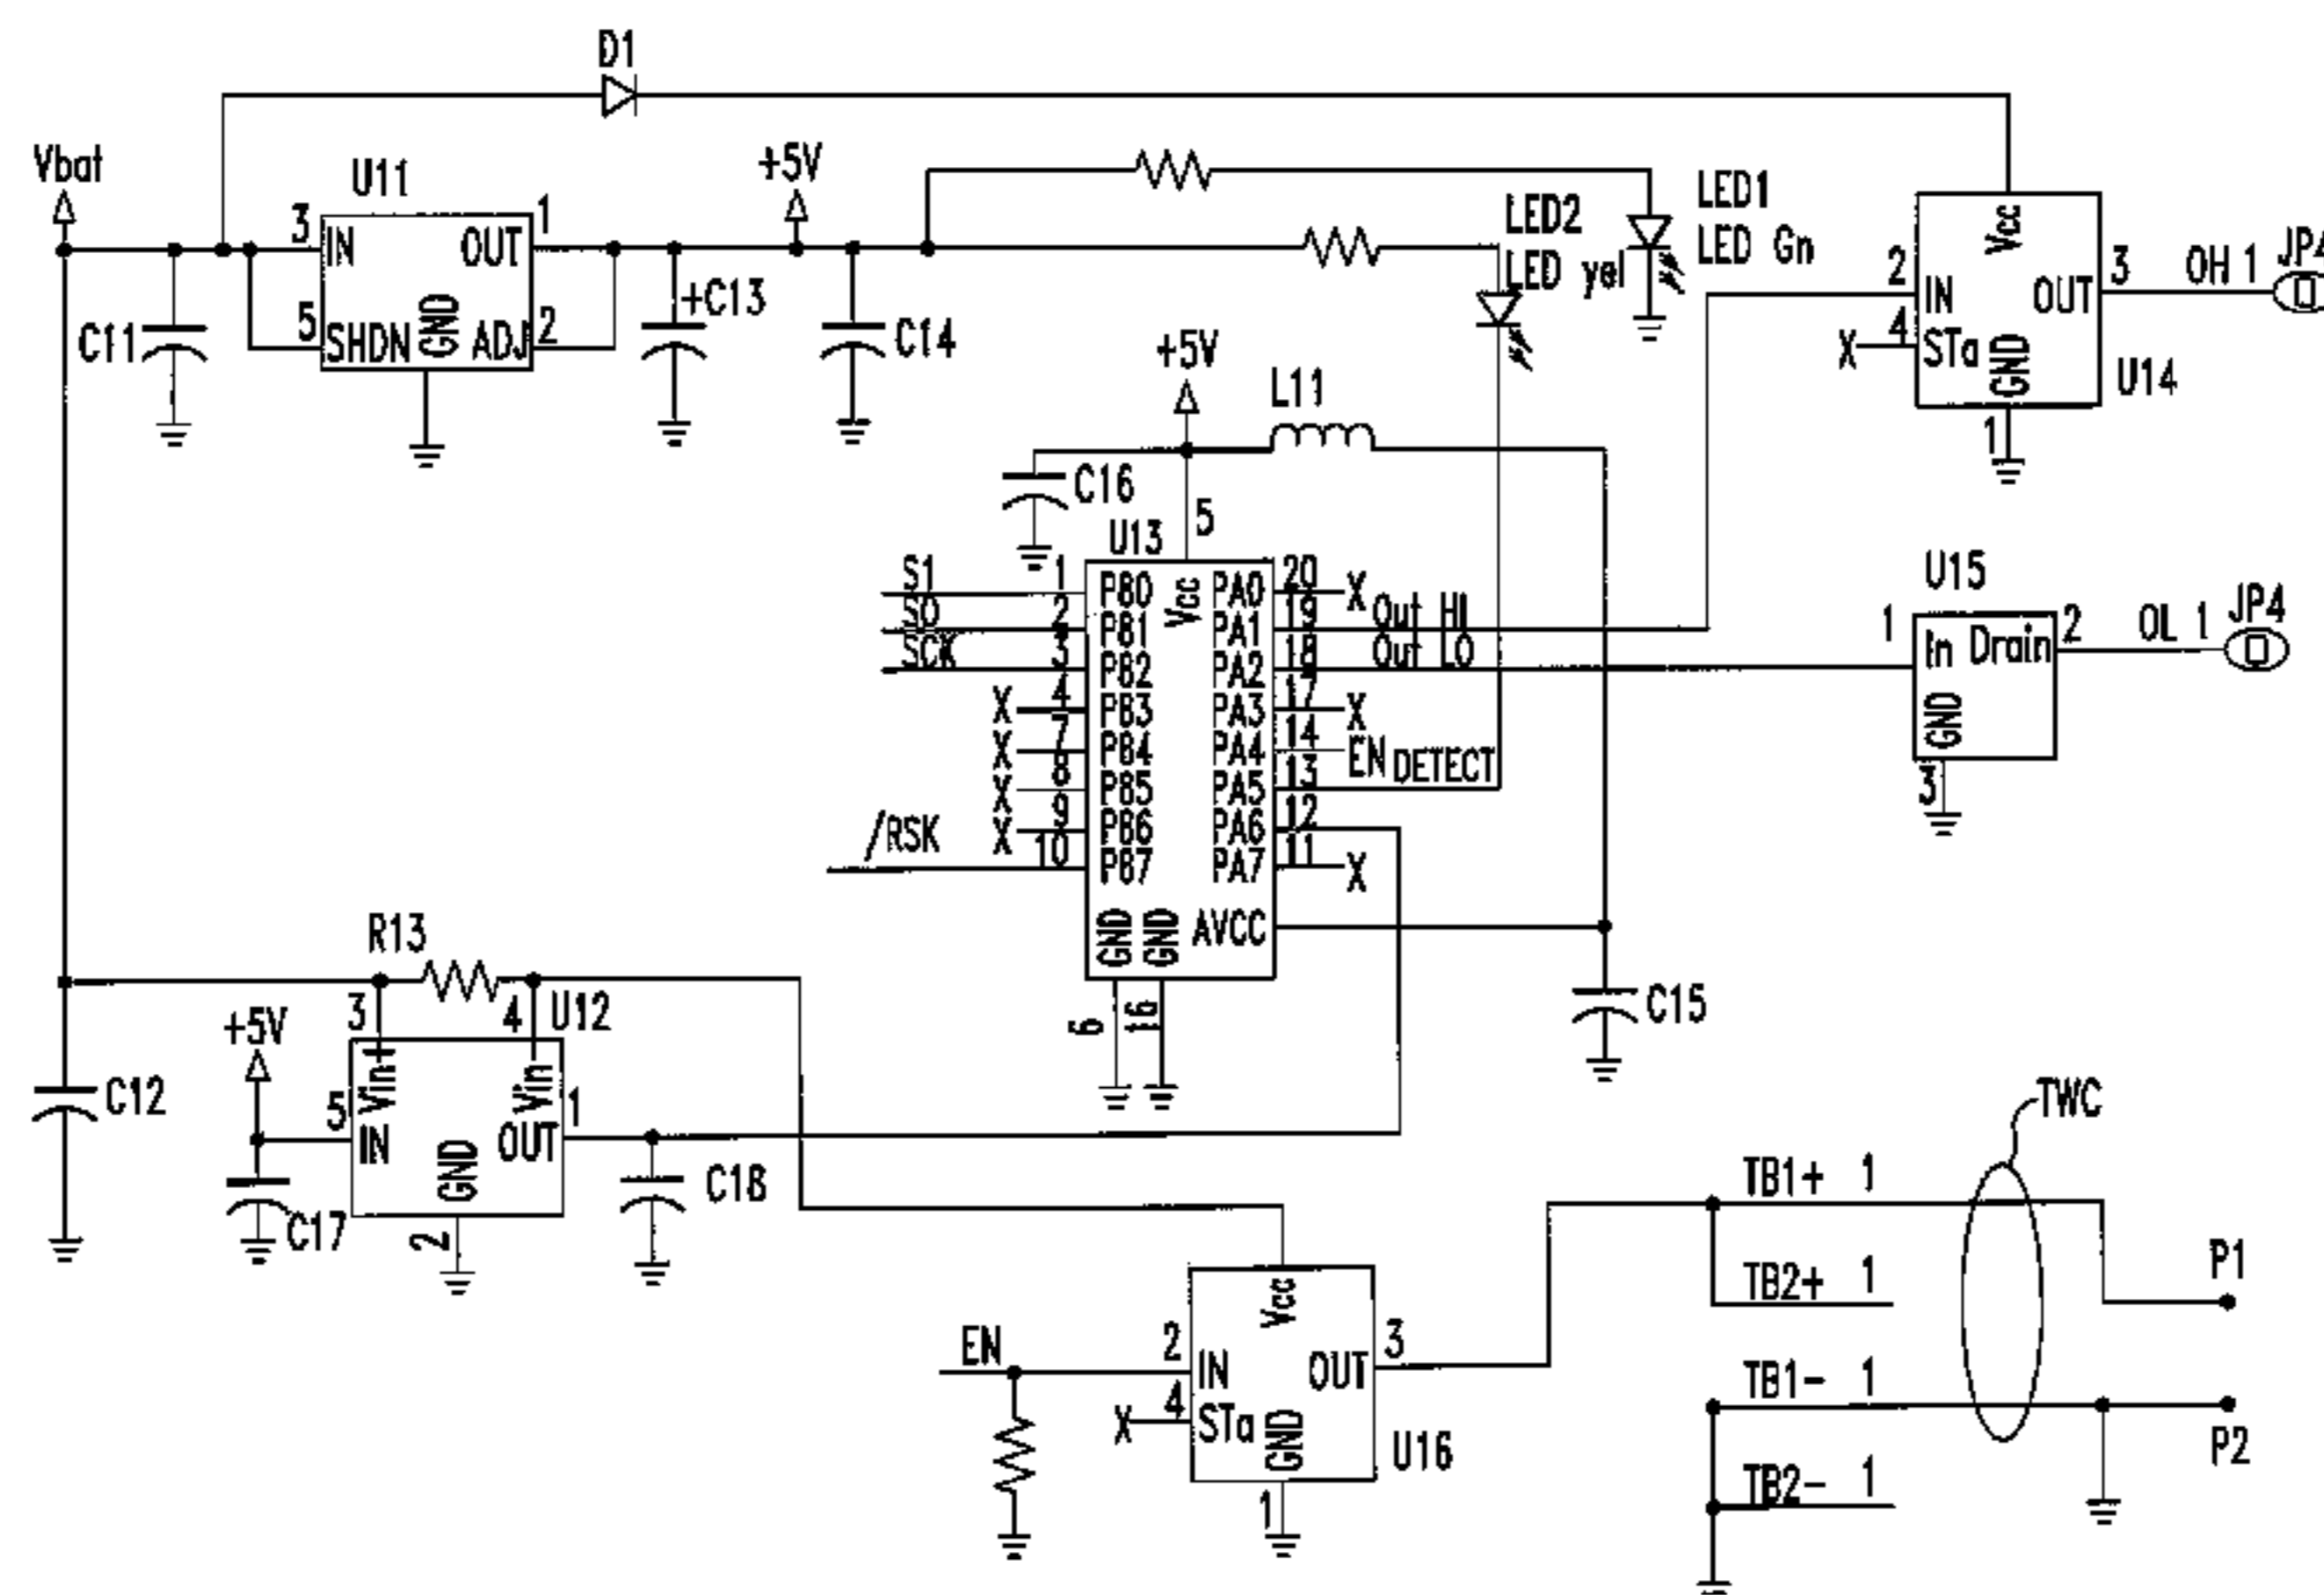 D1
Vbat
U11
+5V
LED2
LED yel
LED1
LED Gn
3
IN
OUT
1
5
SHDN
GND
ADJ
2
C11
+C13
C14
Vcc
2
IN
OUT
3
OH 1
X
4
STa
GND
U14
1
+5V
L11
C16
5
U13
S1
1
PB0
Vcc
PA0
20
X
SO
2
PB1
PA1
19
Out HI
SCK
3
PB2
PA2
18
Out LO
X
4
PB3
PA3
17
X
X
7
PB4
PA4
14
EN
X
8
PB5
PA5
13
DETECT
X
9
PB6
PA6
12
/RSK
10
PB7
PA7
11
X
GND
GND
AVCC
6
16
C15
U15
1
In
Drain
2
OL 1
JP4
GND
3
R13
3
4
U12
+5V
Vin+
Vin-
5
IN
GND
OUT
1
C12
C17
2
C18
EN
2
IN
Vcc
OUT
3
X
4
STa
GND
U16
1
TWC
TB1+ 1
TB2+ 1
P1
TB1- 1
P2
TB2- 1